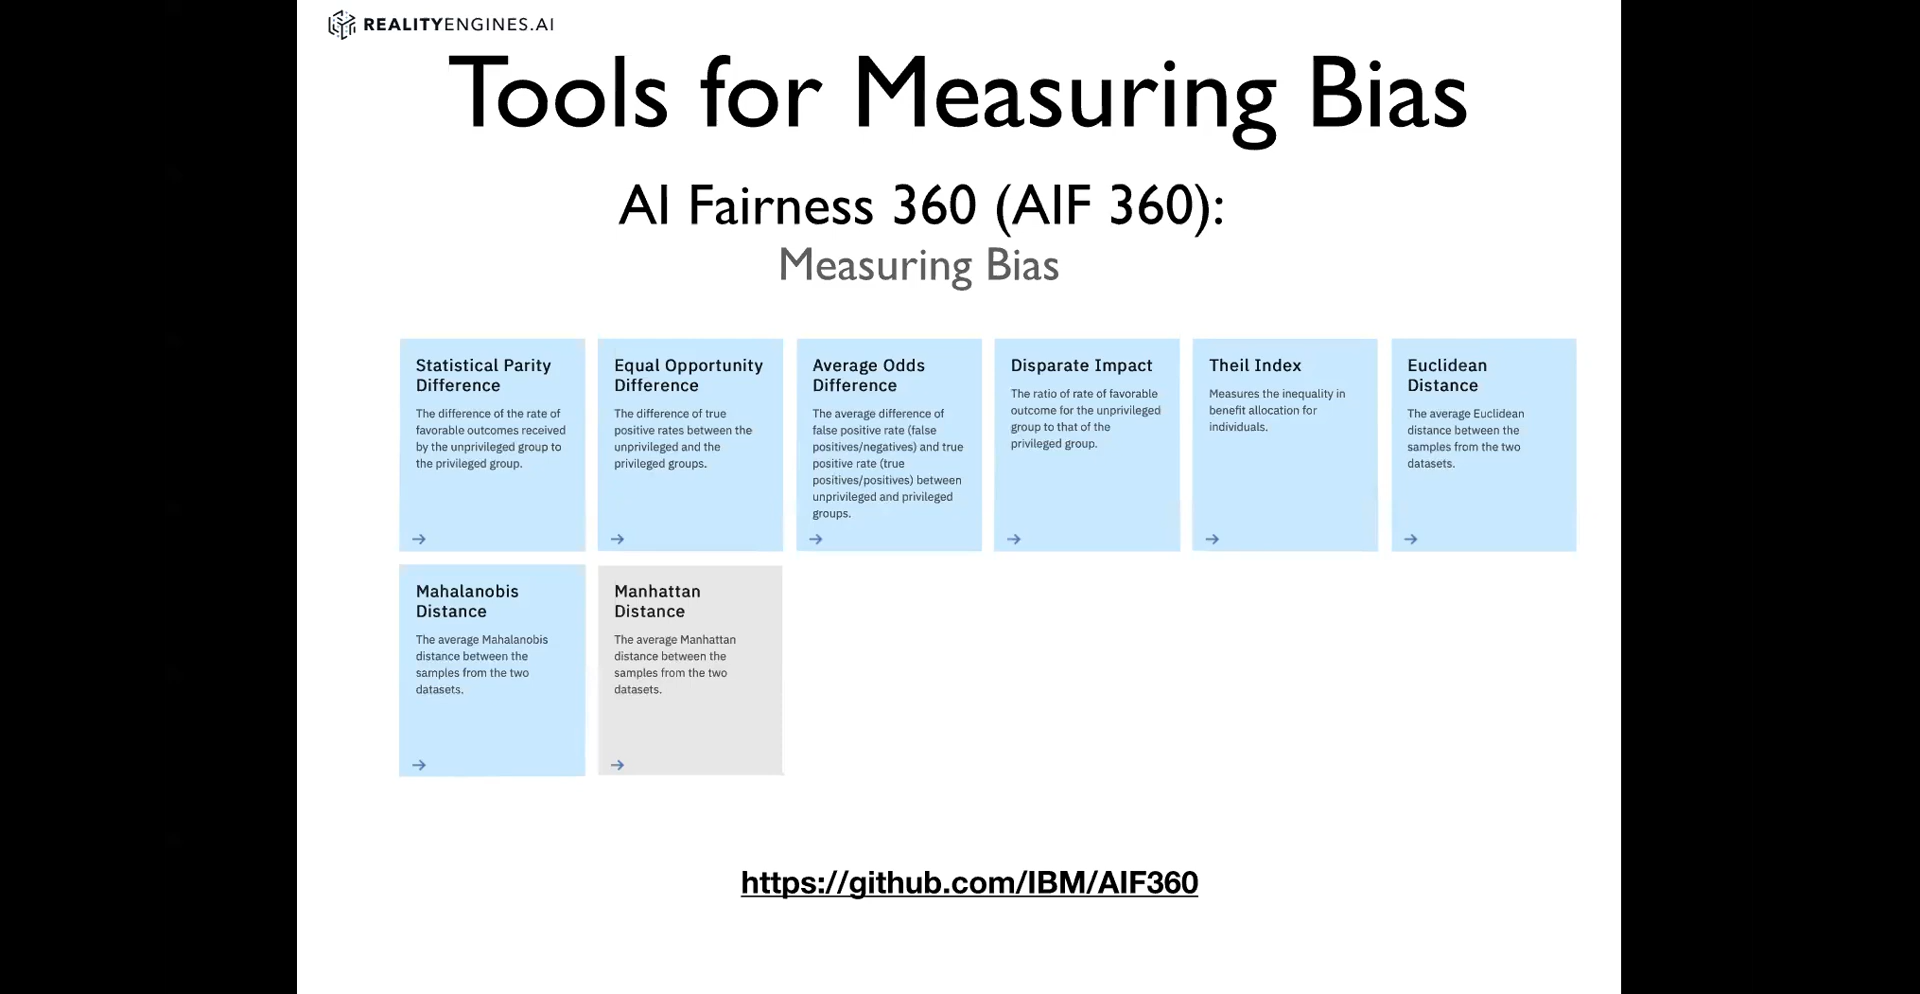 REALITYENGINES.AI
Tools for Measuring Bias
AI Fairness 360 (AIF 360):
Measuring Bias
Statistical Parity
Difference
The difference of the rate of
favorable outcomes received
by the unprivileged group to
the privileged group.
Equal Opportunity
Difference
The difference of true
positive rates between the
unprivileged and the
privileged groups.
Average Odds
Difference
The average difference of
false positive rate (false
positives/negatives) and true
positive rate (true
positives/positives) between
unprivileged and privileged
groups.
Disparate Impact
The ratio of rate of favorable
outcome for the unprivileged
group to that of the
privileged group.
Theil Index
Measures the inequality in
benefit allocation for
individuals.
Euclidean
Distance
The average Euclidean
distance between the
samples from the two
datasets.
Mahalanobis
Distance
The average Mahalanobis
distance between the
samples from the two
datasets.
Manhattan
Distance
The average Manhattan
distance between the
samples from the two
datasets.
https://github.com/IBM/AIF360